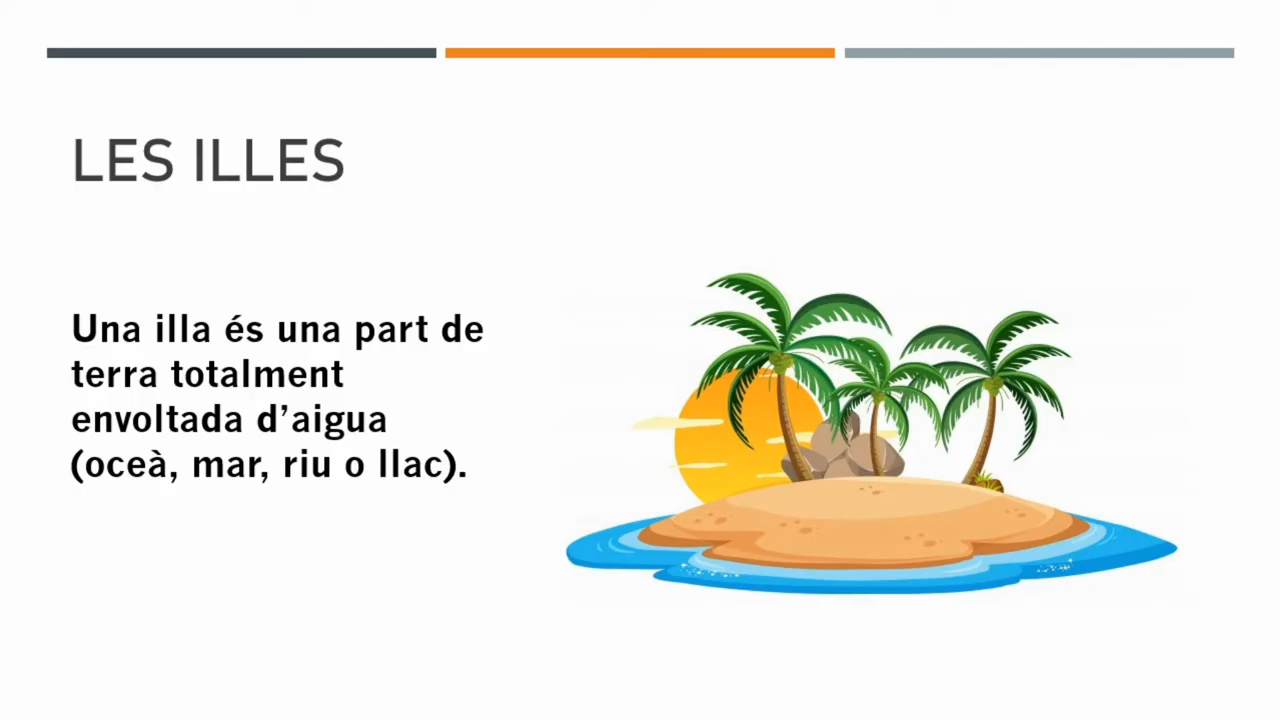 LES ILLES
Una illa és una part de
terra totalment
envoltada d’aigua
(oceà, mar, riu o llac).